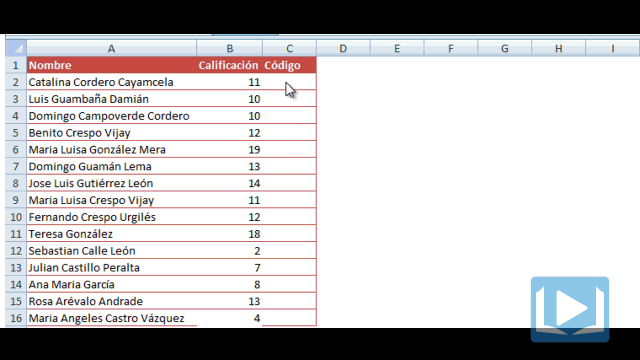 A B C D E F G H I
1 Nombre Calificación Código
2 Catalina Cordero Cayamcela 11
3 Luis Guambaña Damián 10
4 Domingo Campoverde Cordero 10
5 Benito Crespo Vijay 12
6 Maria Luisa González Mera 19
7 Domingo Guamán Lema 13
8 Jose Luis Gutiérrez León 14
9 Maria Luisa Crespo Vijay 11
10 Fernando Crespo Urgilés 12
11 Teresa González 18
12 Sebastian Calle León 2
13 Julian Castillo Peralta 7
14 Ana Maria García 8
15 Rosa Arévalo Andrade 13
16 Maria Angeles Castro Vázquez 4